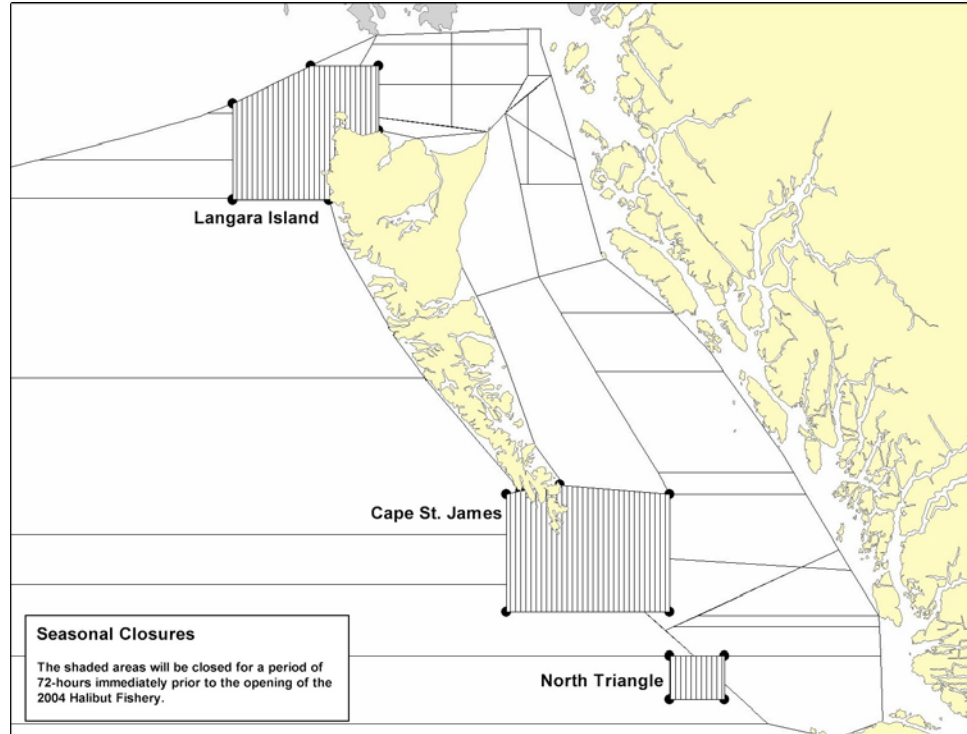 Langara Island
Cape St. James
North Triangle
Seasonal Closures
The shaded areas will be closed for a period of
72-hours immediately prior to the opening of the
2004 Halibut Fishery.